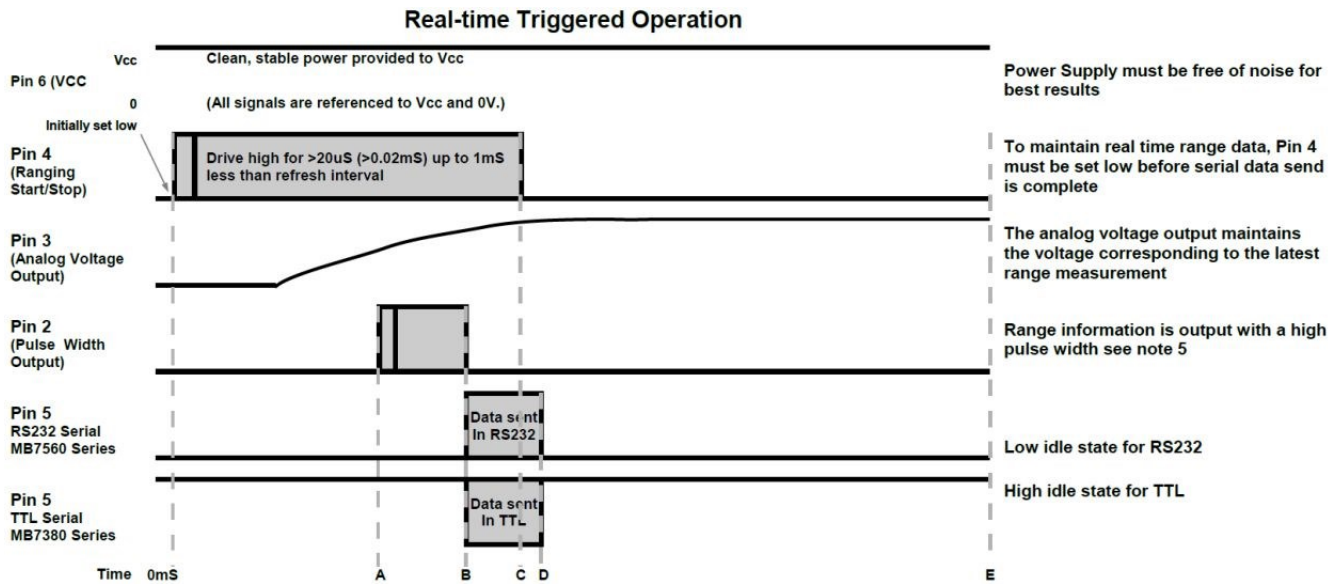 Real-time Triggered Operation
Vcc
Clean, stable power provided to Vcc
Pin 6 (VCC
0
(All signals are referenced to Vcc and 0V.)
Power Supply must be free of noise for
best results
Initially set low
Pin 4
(Ranging
Start/Stop)
Drive high for >20uS (>0.02mS) up to 1mS
less than refresh interval
To maintain real time range data, Pin 4
must be set low before serial data send
is complete
Pin 3
(Analog Voltage
Output)
The analog voltage output maintains
the voltage corresponding to the latest
range measurement
Pin 2
(Pulse Width
Output)
Range information is output with a high
pulse width see note 5
Pin 5
RS232 Serial
MB7560 Series
Data sent
In RS232
Low idle state for RS232
Pin 5
TTL Serial
MB7380 Series
Data sent
In TTL
High idle state for TTL
Time 0mS A B C D E